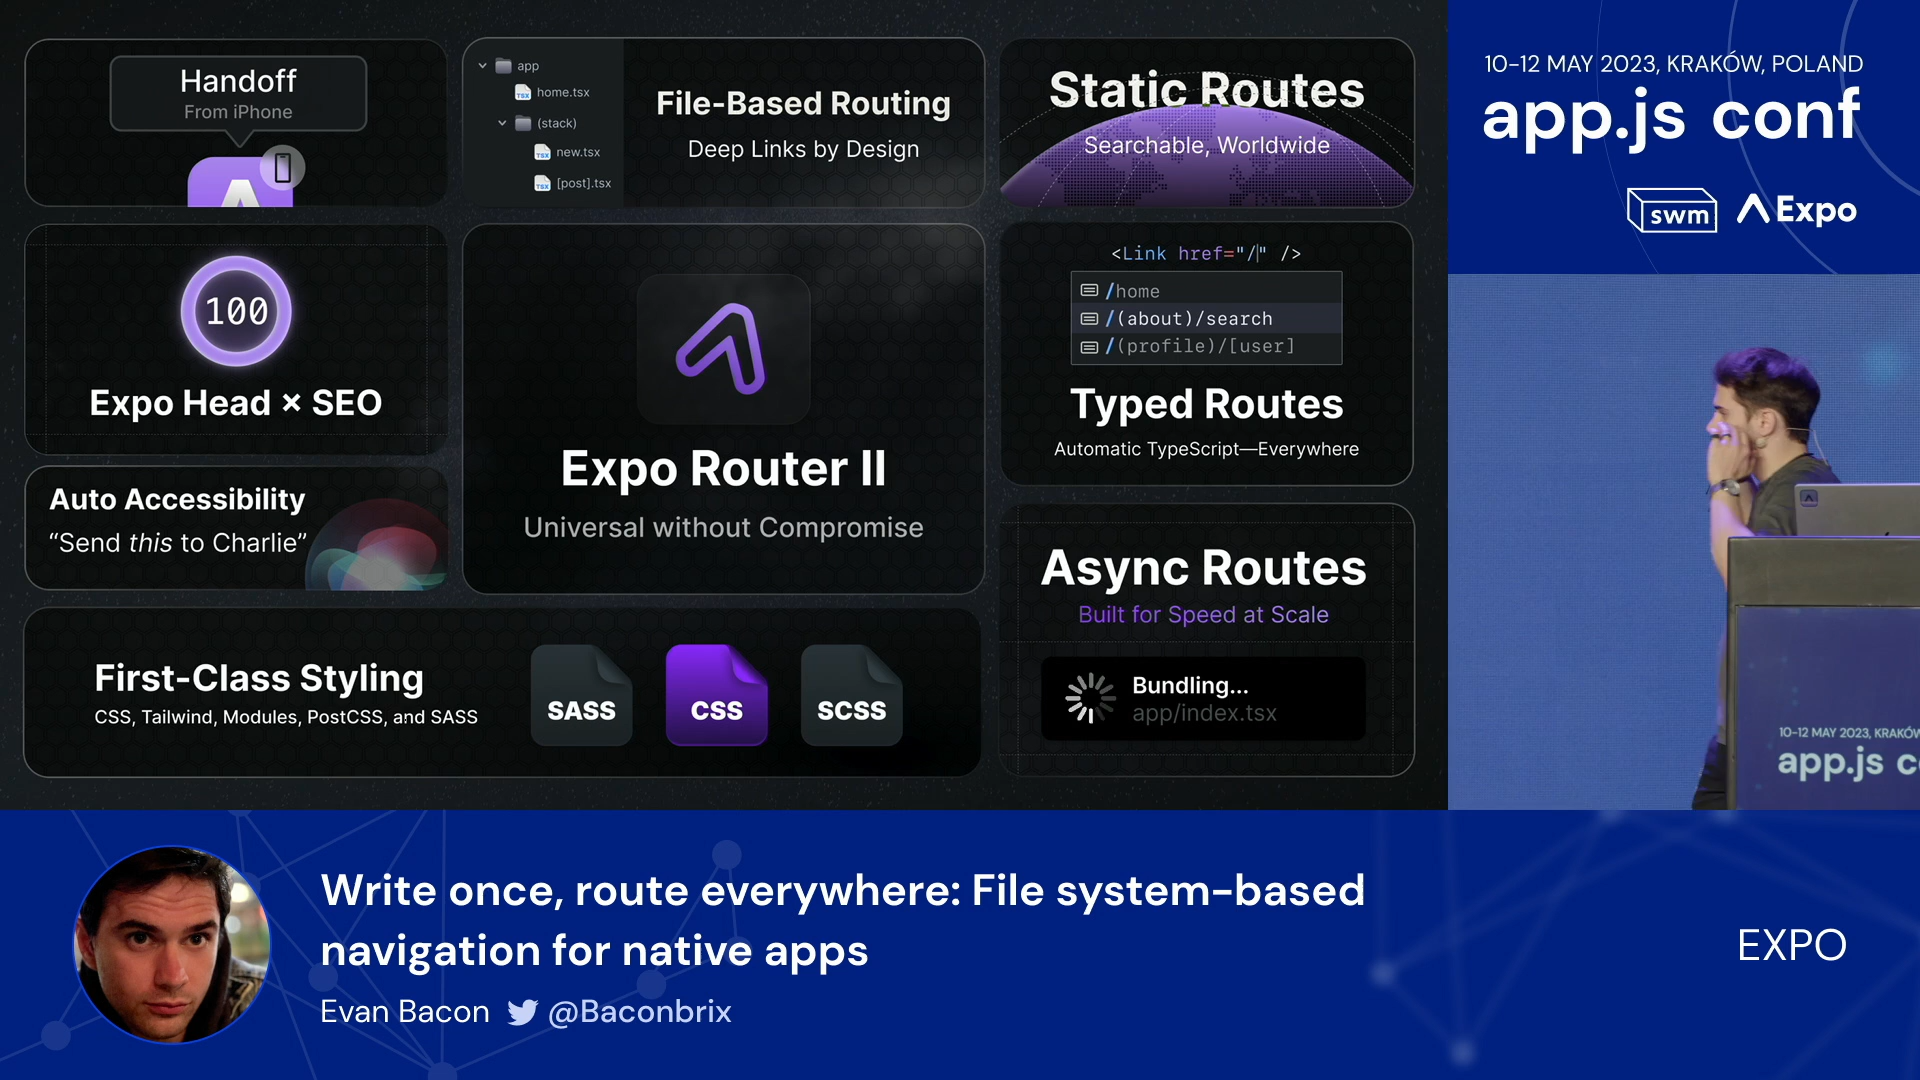 Handoff
From iPhone
app
home.tsx
(stack)
new.tsx
[post].tsx
TSX
TSX
TSX
File-Based Routing
Deep Links by Design
Static Routes
Searchable, Worldwide
100
Expo Head × SEO
Auto Accessibility
“Send this to Charlie”
Expo Router II
Universal without Compromise
<Link href="/" />
/home
/(about)/search
/(profile)/[user]
Typed Routes
Automatic TypeScript—Everywhere
Async Routes
Built for Speed at Scale
Bundling...
app/index.tsx
First-Class Styling
CSS, Tailwind, Modules, PostCSS, and SASS
SASS
CSS
SCSS
10-12 MAY 2023, KRAKÓW, POLAND
app.js conf
swm
Expo
10-12 MAY 2023, KRAKÓW
app.js c
Write once, route everywhere: File system-based
navigation for native apps
Evan Bacon @Baconbrix
EXPO